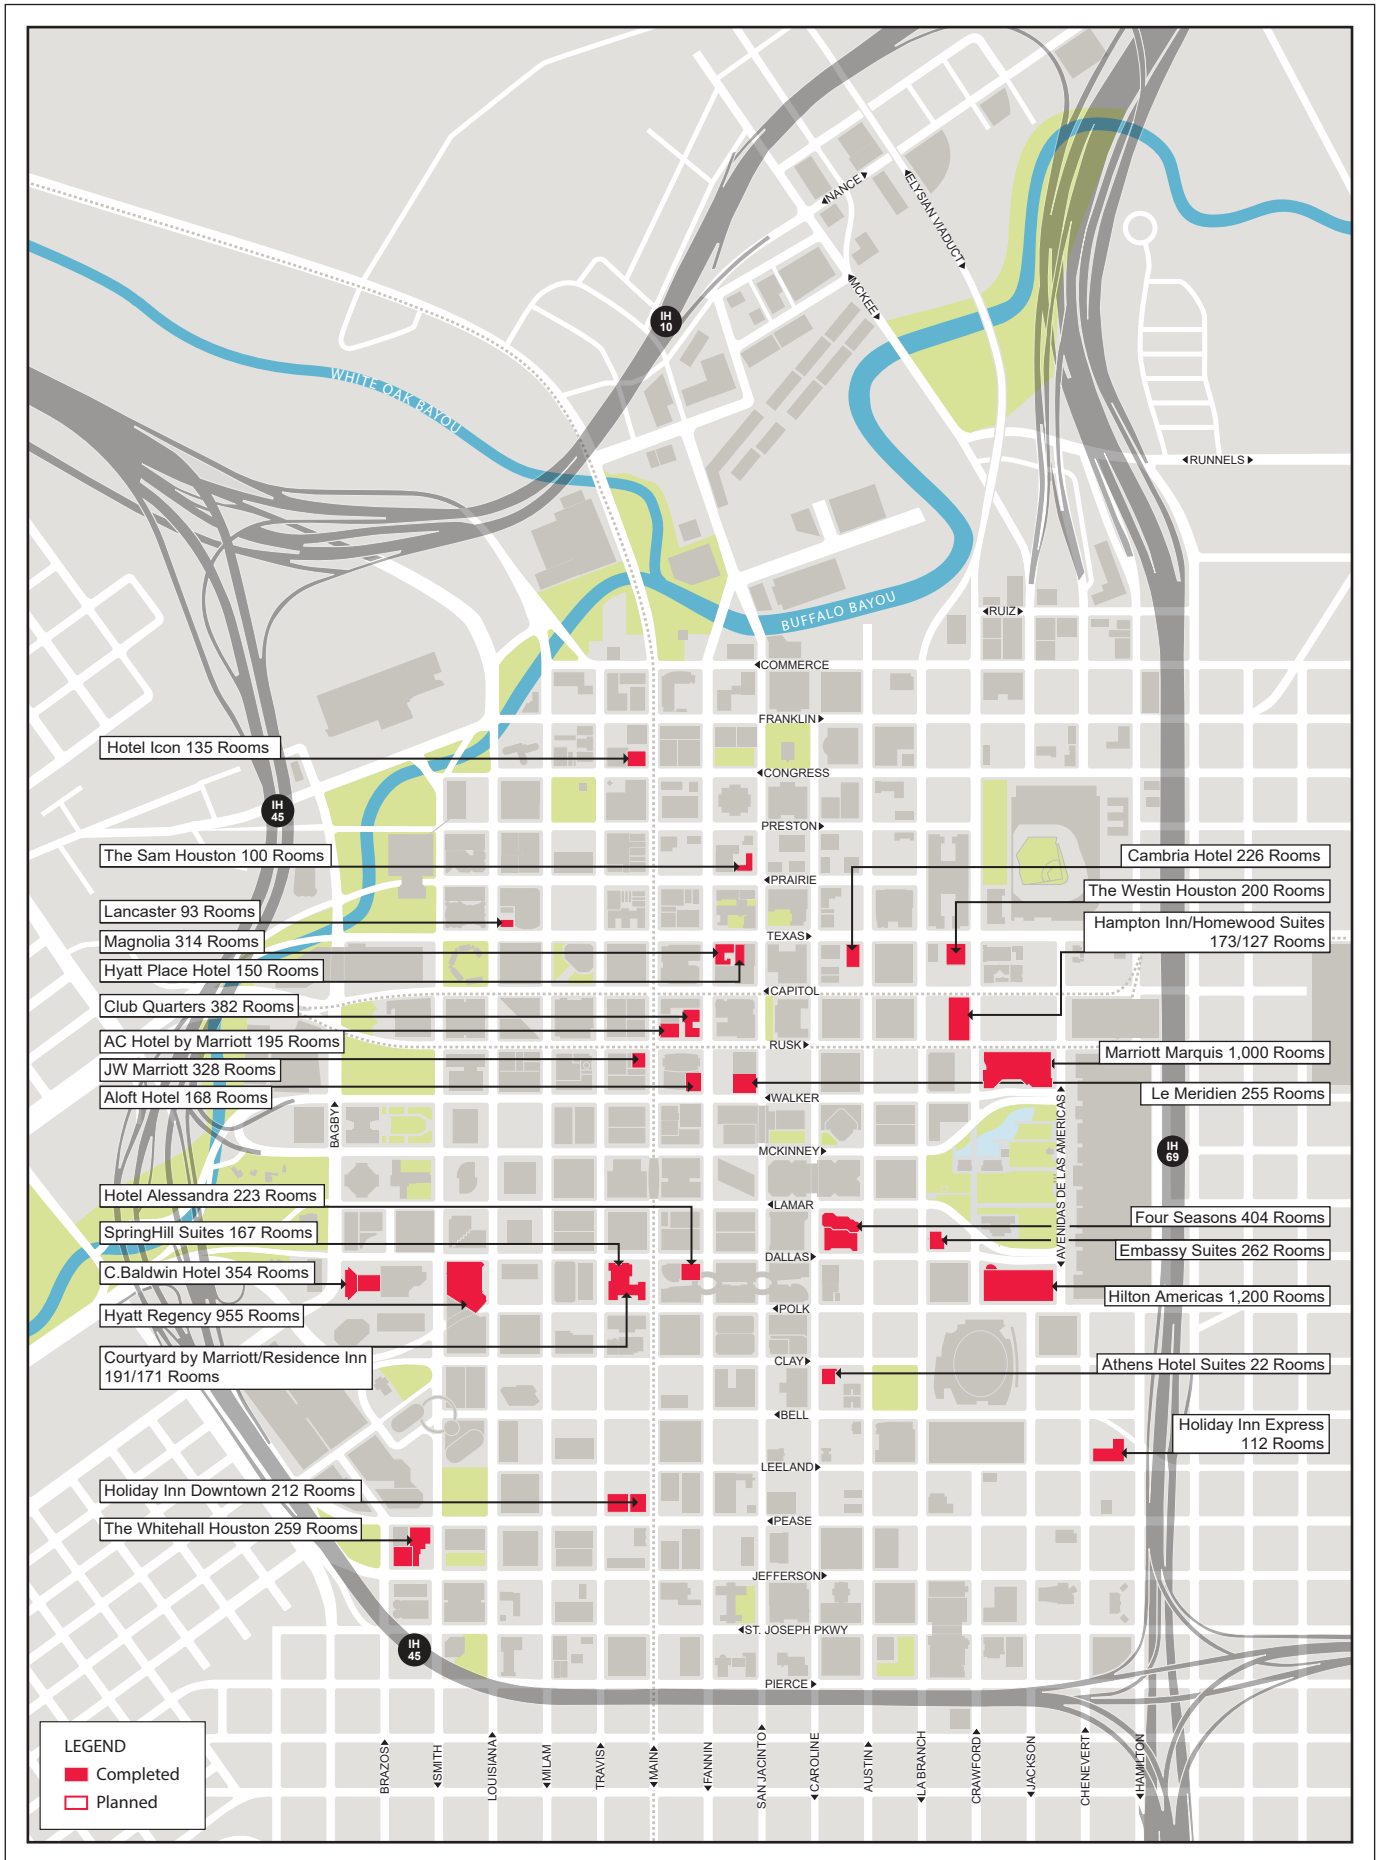 NANCE
ELYSIAN VIADUCT
MCKEE
IH
10
WHITE OAK BAYOU
RUNNELS
BUFFALO BAYOU
RUIZ
COMMERCE
FRANKLIN
Hotel Icon 135 Rooms
CONGRESS
IH
45
PRESTON
The Sam Houston 100 Rooms
Cambria Hotel 226 Rooms
PRAIRIE
The Westin Houston 200 Rooms
Lancaster 93 Rooms
Hampton Inn/Homewood Suites
173/127 Rooms
TEXAS
Magnolia 314 Rooms
Hyatt Place Hotel 150 Rooms
CAPITOL
Club Quarters 382 Rooms
AC Hotel by Marriott 195 Rooms
RUSK
Marriott Marquis 1,000 Rooms
JW Marriott 328 Rooms
Le Meridien 255 Rooms
Aloft Hotel 168 Rooms
WALKER
BAGBY
AVENIDAS DE LAS AMERICAS
MCKINNEY
IH
69
Hotel Alessandra 223 Rooms
LAMAR
Four Seasons 404 Rooms
SpringHill Suites 167 Rooms
Embassy Suites 262 Rooms
DALLAS
C.Baldwin Hotel 354 Rooms
Hilton Americas 1,200 Rooms
POLK
Hyatt Regency 955 Rooms
Courtyard by Marriott/Residence Inn
191/171 Rooms
CLAY
Athens Hotel Suites 22 Rooms
BELL
Holiday Inn Express
112 Rooms
LEELAND
Holiday Inn Downtown 212 Rooms
PEASE
The Whitehall Houston 259 Rooms
JEFFERSON
ST. JOSEPH PKWY
IH
45
PIERCE
LEGEND
Completed
Planned
BRAZOS
SMITH
LOUISIANA
MILAM
TRAVIS
MAIN
FANNIN
SAN JACINTO
CAROLINE
AUSTIN
LA BRANCH
CRAWFORD
JACKSON
CHENEVERT
HAMILTON